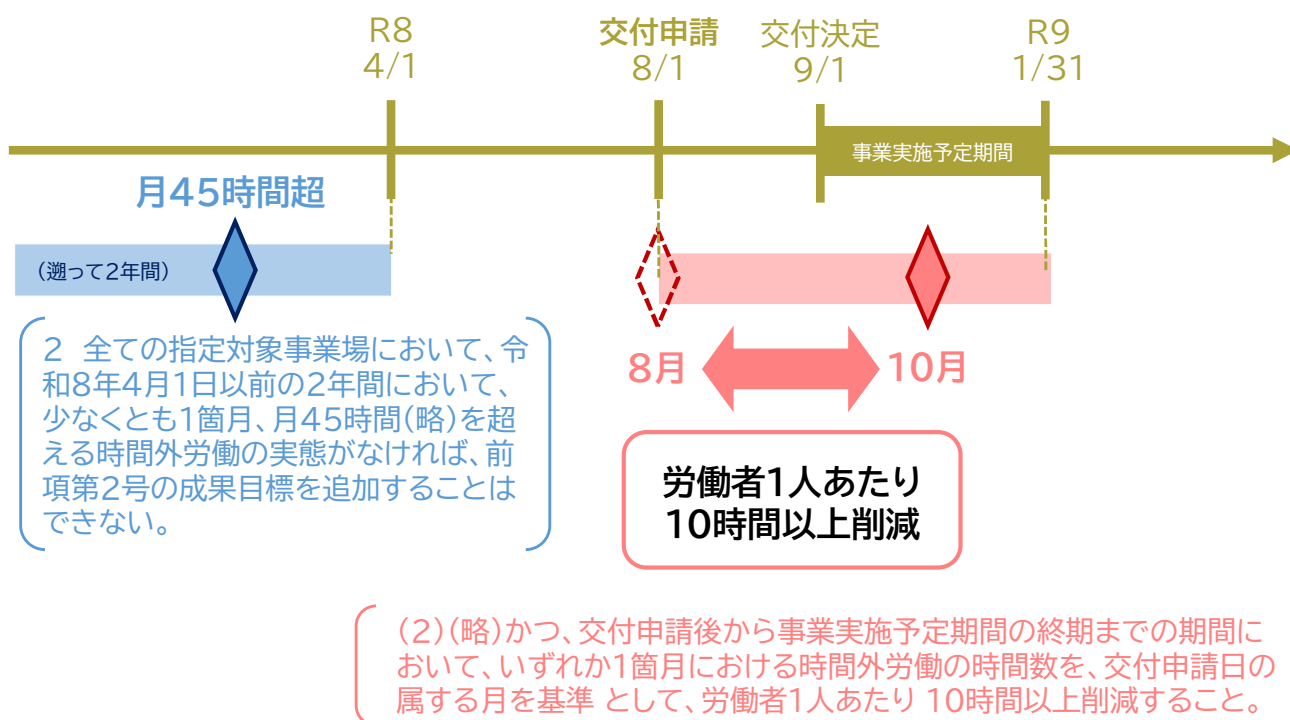 R8
4/1
交付申請
8/1
交付決定
9/1
R9
1/31
事業実施予定期間
月45時間超
(遡って2年間)
2 全ての指定対象事業場において、令
和8年4月1日以前の2年間において、
少なくとも1箇月、月45時間(略)を超
える時間外労働の実態がなければ、前
項第2号の成果目標を追加することは
できない。
8月
10月
労働者1人あたり
10時間以上削減
(2)(略)かつ、交付申請後から事業実施予定期間の終期までの期間に
おいて、いずれか1箇月における時間外労働の時間数を、交付申請日の
属する月を基準 として、労働者1人あたり 10時間以上削減すること。